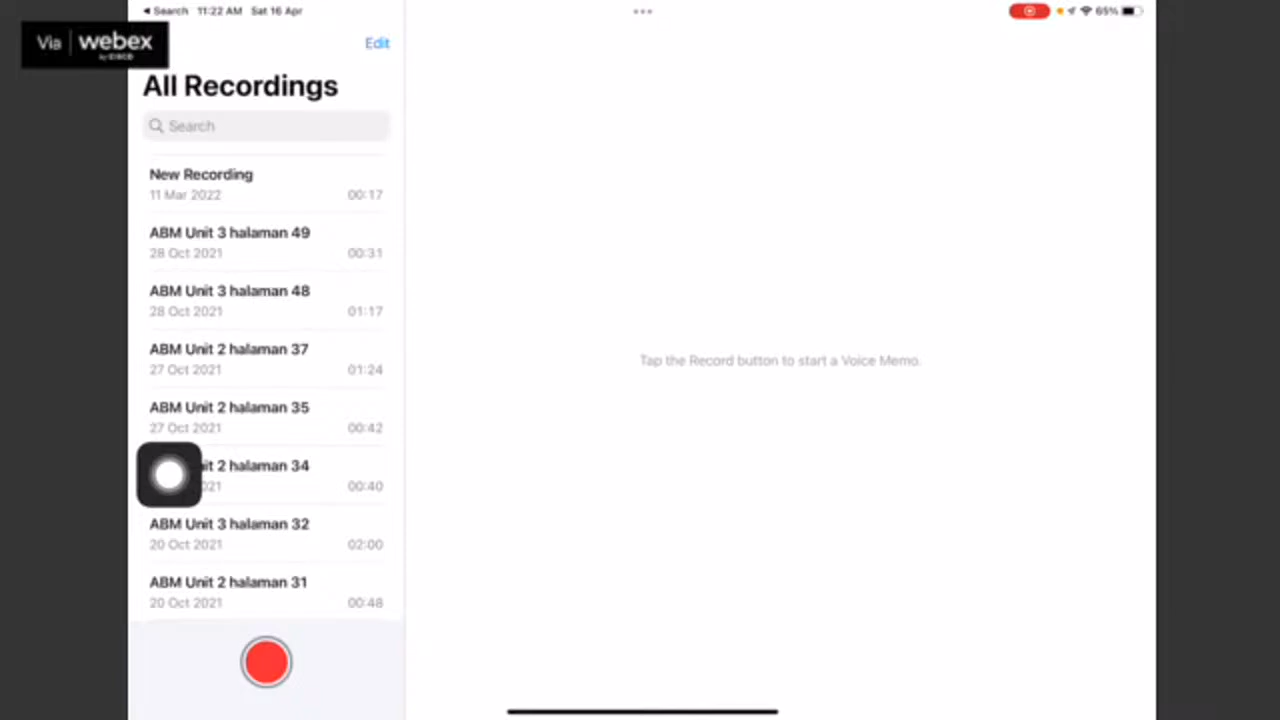 Search 11:22 AM Sat 16 Apr
65%
Via webex
by CISCO
Edit
All Recordings
Search
New Recording
11 Mar 2022 00:17
ABM Unit 3 halaman 49
28 Oct 2021 00:31
ABM Unit 3 halaman 48
28 Oct 2021 01:17
ABM Unit 2 halaman 37
27 Oct 2021 01:24
ABM Unit 2 halaman 35
27 Oct 2021 00:42
2 halaman 34
00:40
ABM Unit 3 halaman 32
20 Oct 2021 02:00
ABM Unit 2 halaman 31
20 Oct 2021 00:48
Tap the Record button to start a Voice Memo.